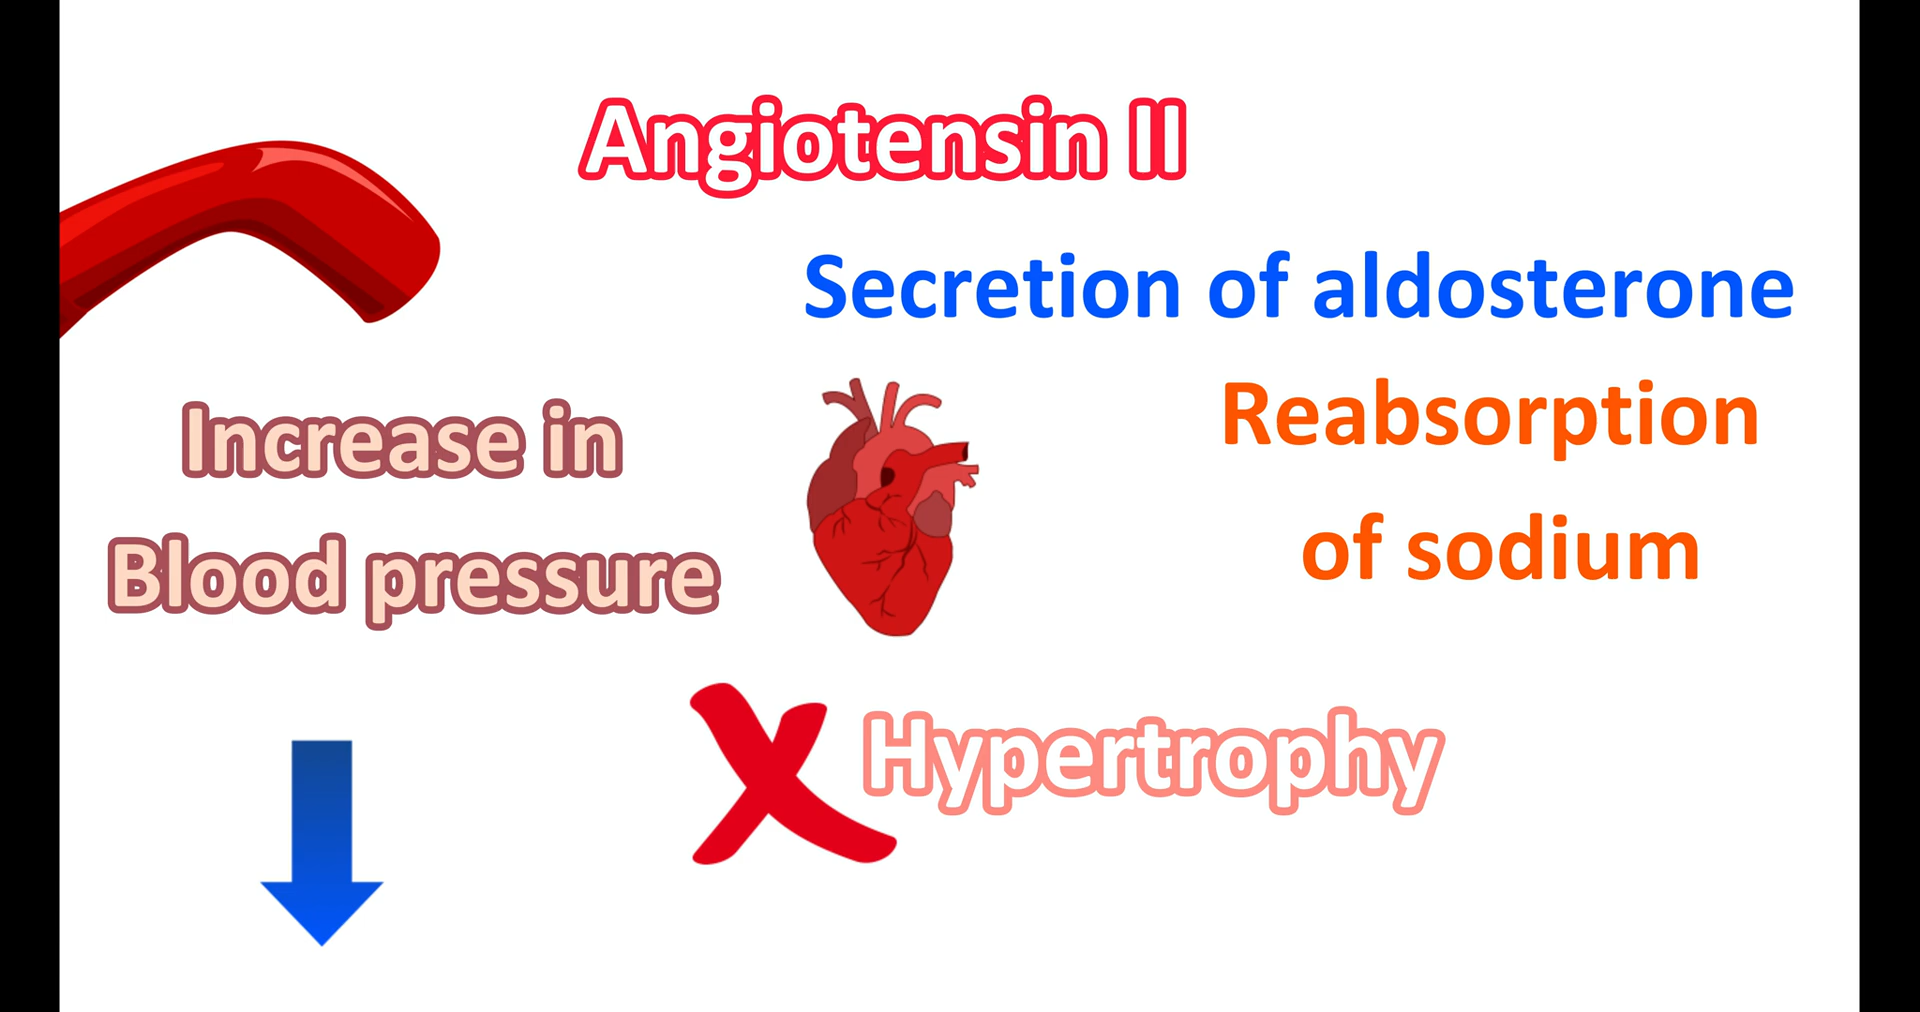 Angiotensin II
Secretion of aldosterone
Increase in
Blood pressure
Reabsorption
of sodium
Hypertrophy